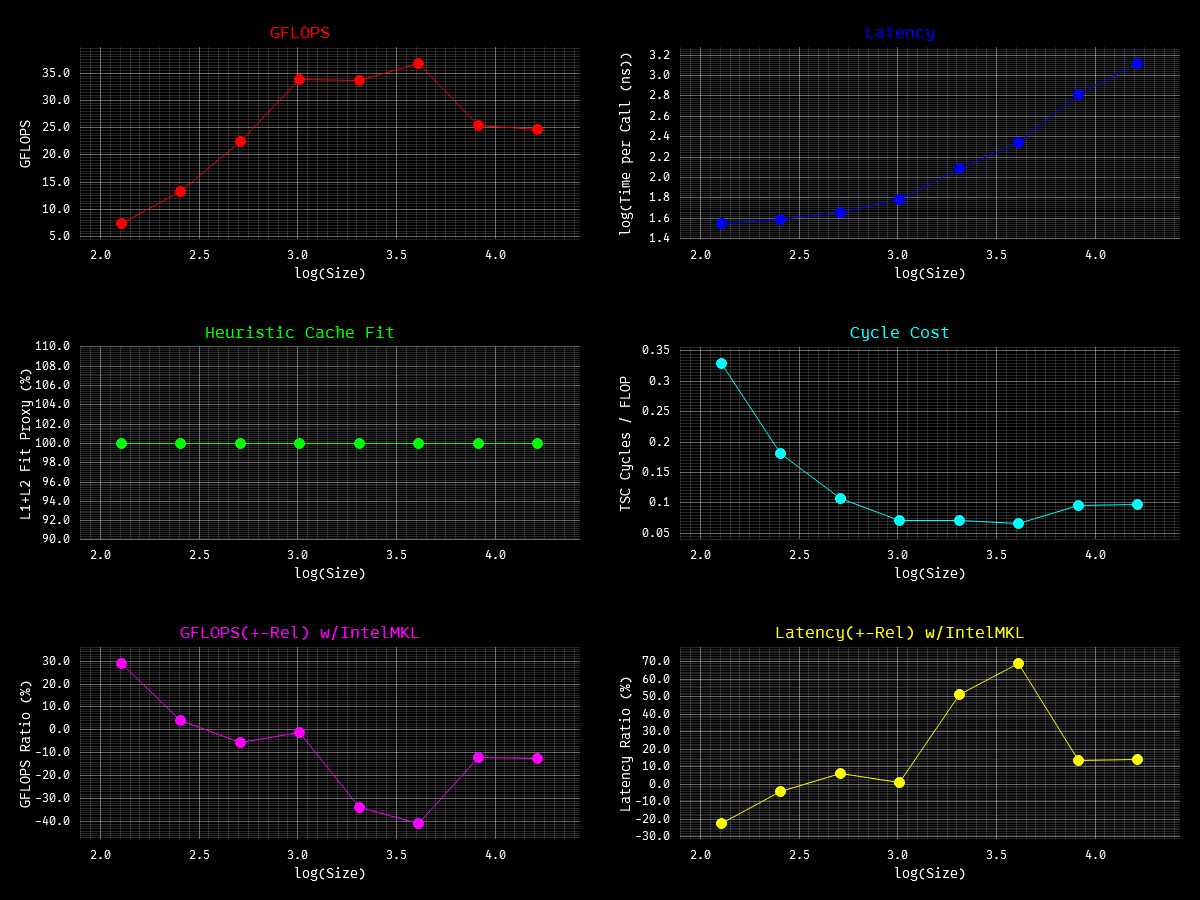 GFLOPS
GFLOPS
35.0
30.0
25.0
20.0
15.0
10.0
5.0
2.0 2.5 3.0 3.5 4.0
log(Size)
Latency
log(Time per Call (ns))
3.2
3.0
2.8
2.6
2.4
2.2
2.0
1.8
1.6
1.4
2.0 2.5 3.0 3.5 4.0
log(Size)
Heuristic Cache Fit
L1+L2 Fit Proxy (%)
110.0
108.0
106.0
104.0
102.0
100.0
98.0
96.0
94.0
92.0
90.0
2.0 2.5 3.0 3.5 4.0
log(Size)
Cycle Cost
TSC Cycles / FLOP
0.35
0.3
0.25
0.2
0.15
0.1
0.05
2.0 2.5 3.0 3.5 4.0
log(Size)
GFLOPS(+-Rel) w/IntelMKL
GFLOPS Ratio (%)
30.0
20.0
10.0
0.0
-10.0
-20.0
-30.0
-40.0
2.0 2.5 3.0 3.5 4.0
log(Size)
Latency(+-Rel) w/IntelMKL
Latency Ratio (%)
70.0
60.0
50.0
40.0
30.0
20.0
10.0
0.0
-10.0
-20.0
-30.0
2.0 2.5 3.0 3.5 4.0
log(Size)